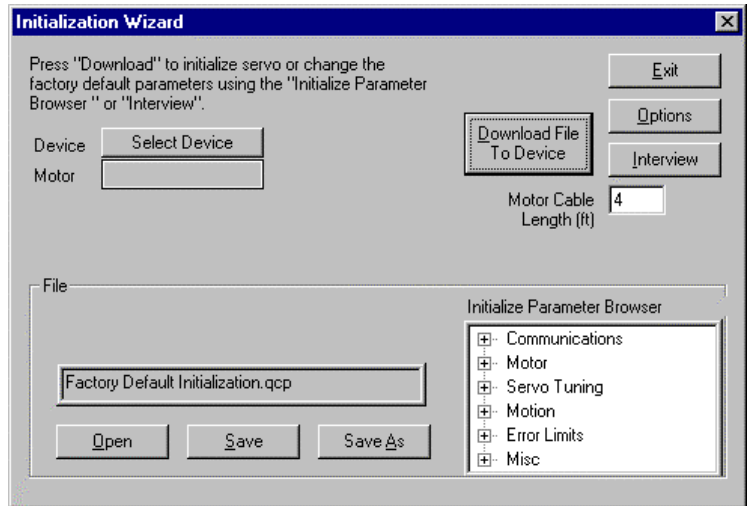 Initialization Wizard
Press "Download" to initialize servo or change the
factory default parameters using the "Initialize Parameter
Browser " or "Interview".
Device
Select Device
Motor
Download File
To Device
Exit
Options
Interview
Motor Cable
Length (ft)
4
File
Initialize Parameter Browser
Communications
Motor
Servo Tuning
Motion
Error Limits
Misc
Factory Default Initialization.qcp
Open
Save
Save As